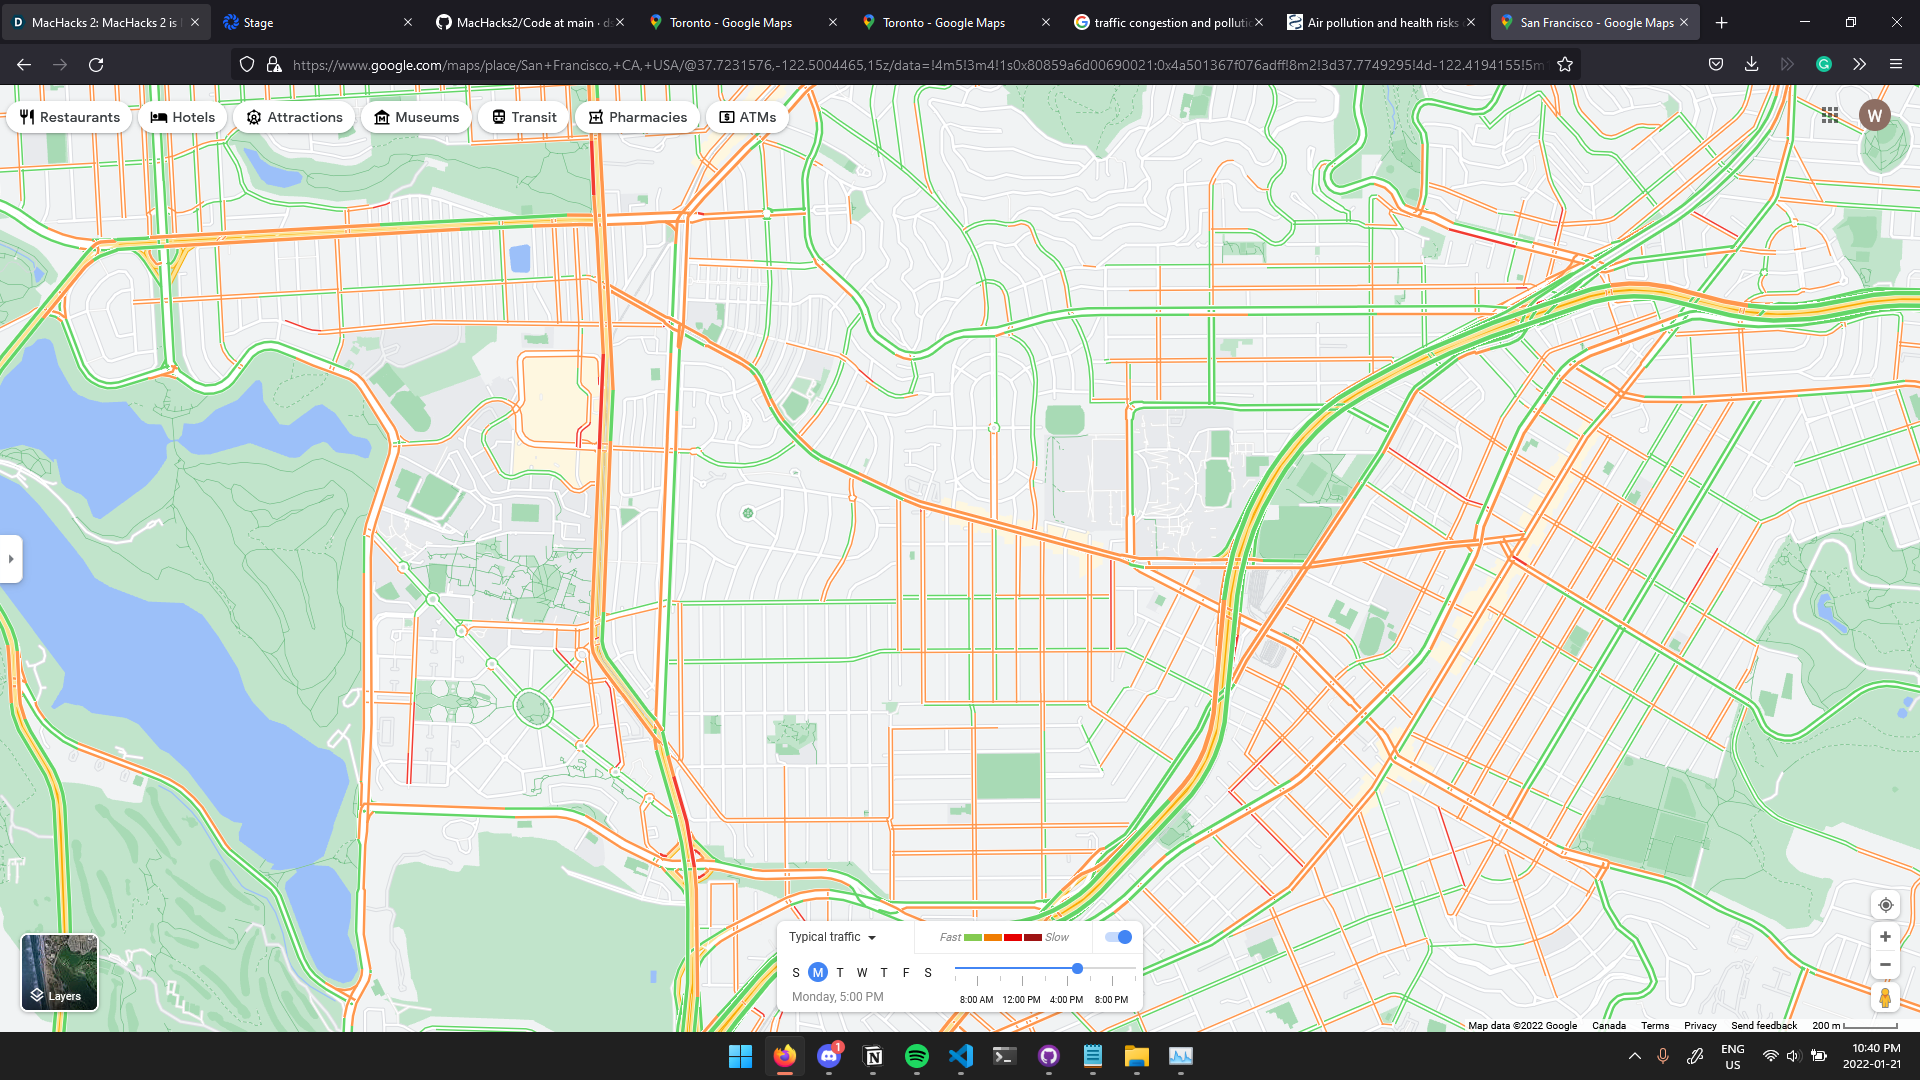 MacHacks 2: MacHacks 2 is
Stage
MacHacks2/Code at main · ds
Toronto - Google Maps
Toronto - Google Maps
traffic congestion and pollutic
Air pollution and health risks
San Francisco - Google Maps
https://www.google.com/maps/place/San+Francisco,+CA,+USA/@37.7231576,-122.5004465,15z/data=!4m5!3m4!1s0x80859a6d00690021:0x4a501367f076adff!8m2!3d37.7749295!4d-122.4194155!5m1
Restaurants
Hotels
Attractions
Museums
Transit
Pharmacies
ATMs
W
Typical traffic
Fast
Slow
S M T W T F S
Monday, 5:00 PM
8:00 AM 12:00 PM 4:00 PM 8:00 PM
Layers
Map data ©2022 Google Canada Terms Privacy Send feedback 200 m
1
ENG
US
10:40 PM
2022-01-21